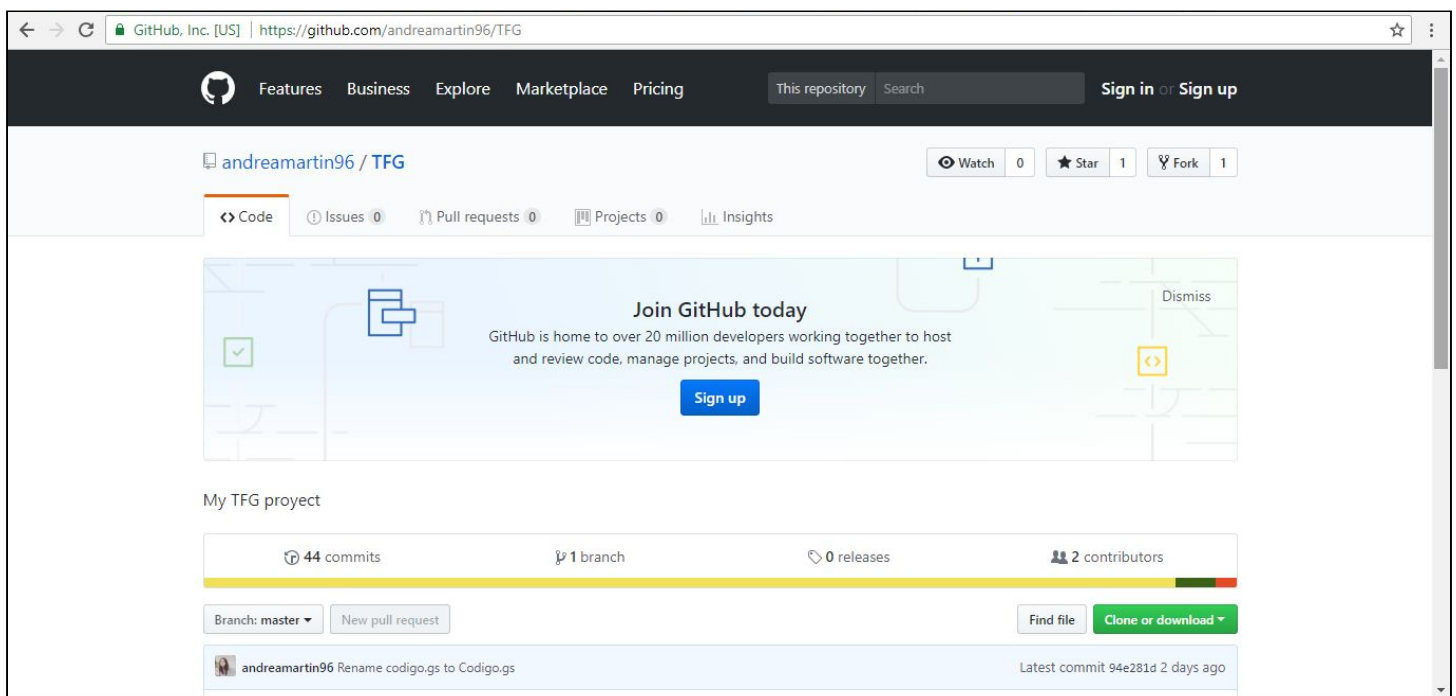 GitHub, Inc. [US] | https://github.com/andreamartin96/TFG
Features Business Explore Marketplace Pricing This repository Search Sign in or Sign up
andreamartin96 / TFG Watch 0 Star 1 Fork 1
<> Code Issues 0 Pull requests 0 Projects 0 Insights
Dismiss
Join GitHub today
GitHub is home to over 20 million developers working together to host
and review code, manage projects, and build software together.
Sign up
My TFG proyect
44 commits 1 branch 0 releases 2 contributors
Branch: master New pull request Find file Clone or download
andreamartin96 Rename codigo.gs to Codigo.gs Latest commit 94e281d 2 days ago